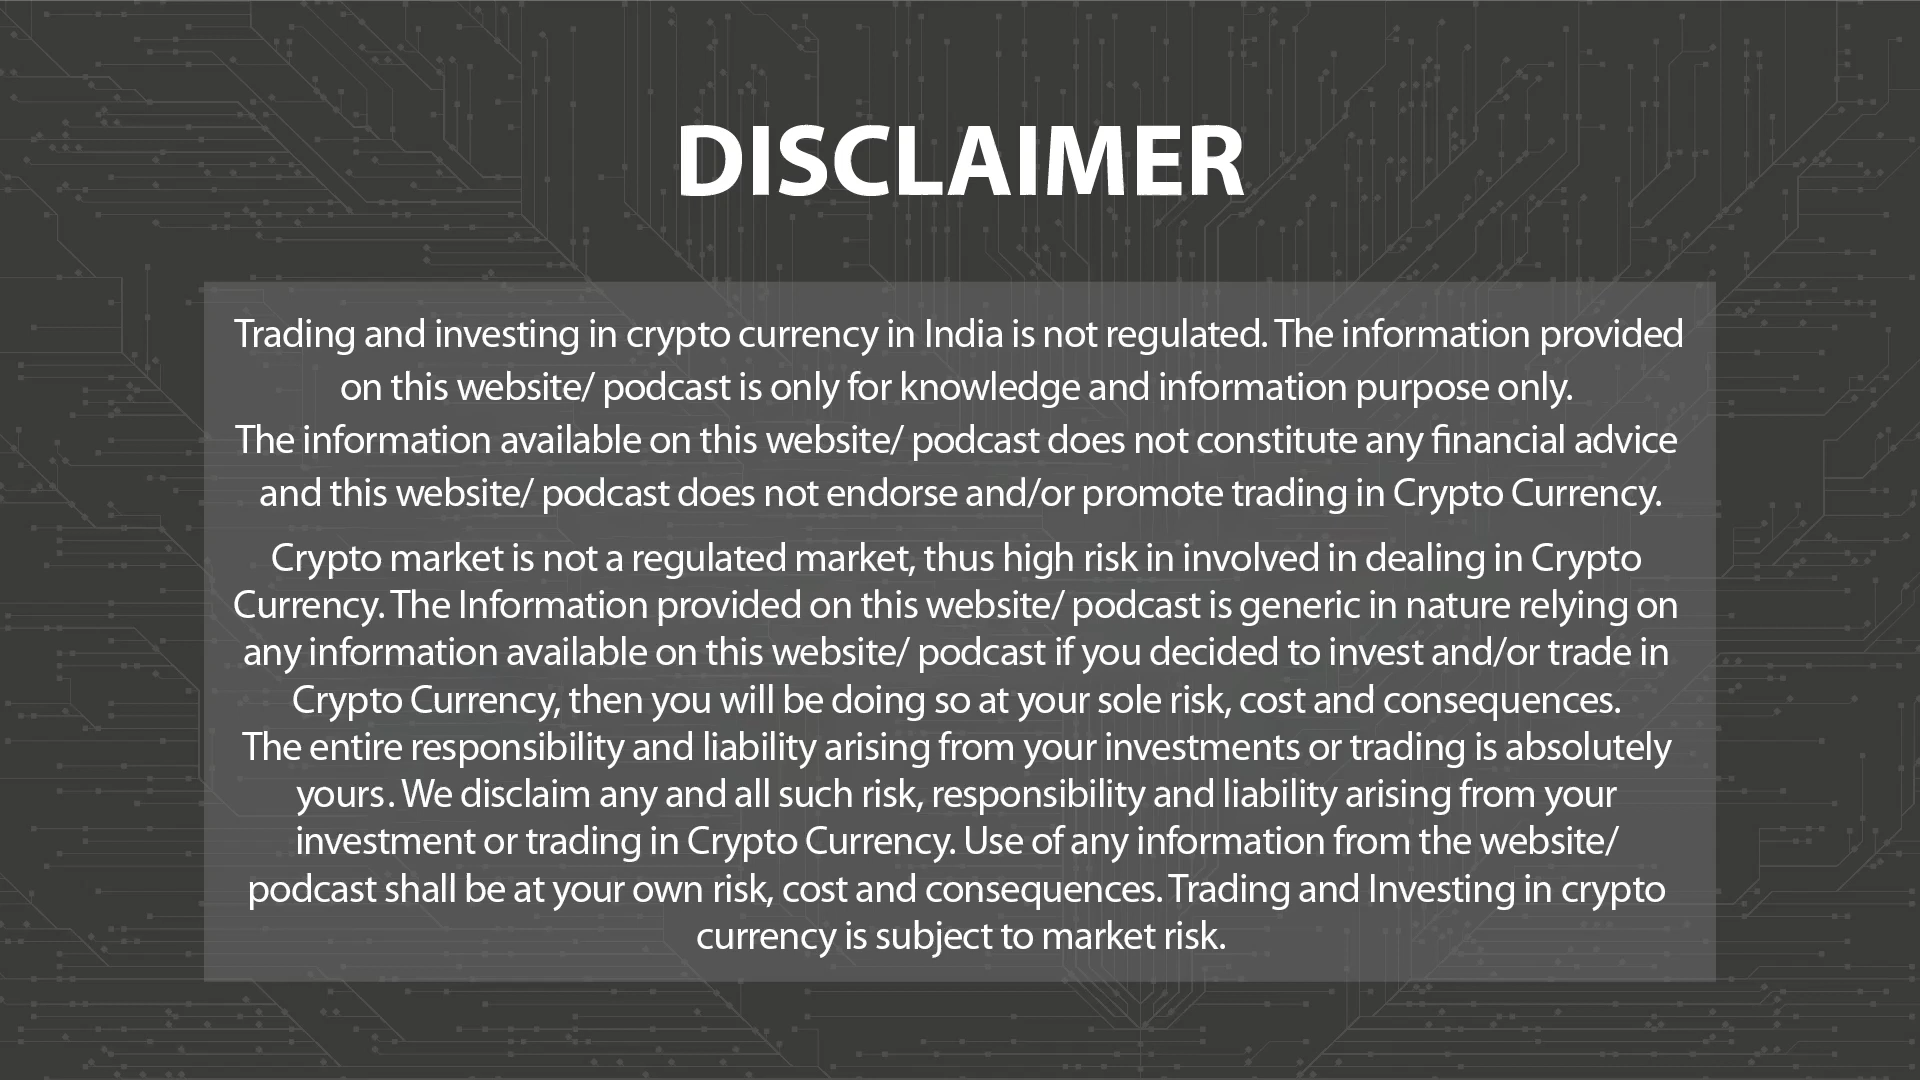 DISCLAIMER
Trading and investing in crypto currency in India is not regulated. The information provided
on this website/ podcast is only for knowledge and information purpose only.
The information available on this website/ podcast does not constitute any financial advice
and this website/ podcast does not endorse and/or promote trading in Crypto Currency.
Crypto market is not a regulated market, thus high risk in involved in dealing in Crypto
Currency. The Information provided on this website/ podcast is generic in nature relying on
any information available on this website/ podcast if you decided to invest and/or trade in
Crypto Currency, then you will be doing so at your sole risk, cost and consequences.
The entire responsibility and liability arising from your investments or trading is absolutely
yours. We disclaim any and all such risk, responsibility and liability arising from your
investment or trading in Crypto Currency. Use of any information from the website/
podcast shall be at your own risk, cost and consequences. Trading and Investing in crypto
currency is subject to market risk.